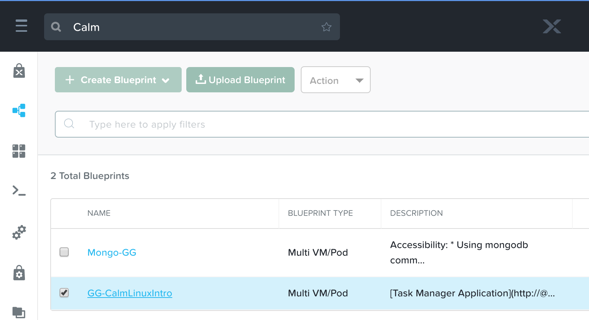 Calm
Create Blueprint
Upload Blueprint
Action
Type here to apply filters
2 Total Blueprints
NAME
BLUEPRINT TYPE
DESCRIPTION
Mongo-GG
Multi VM/Pod
Accessibility: * Using mongodb
comm...
GG-CalmLinuxIntro
Multi VM/Pod
[Task Manager Application](http://@...